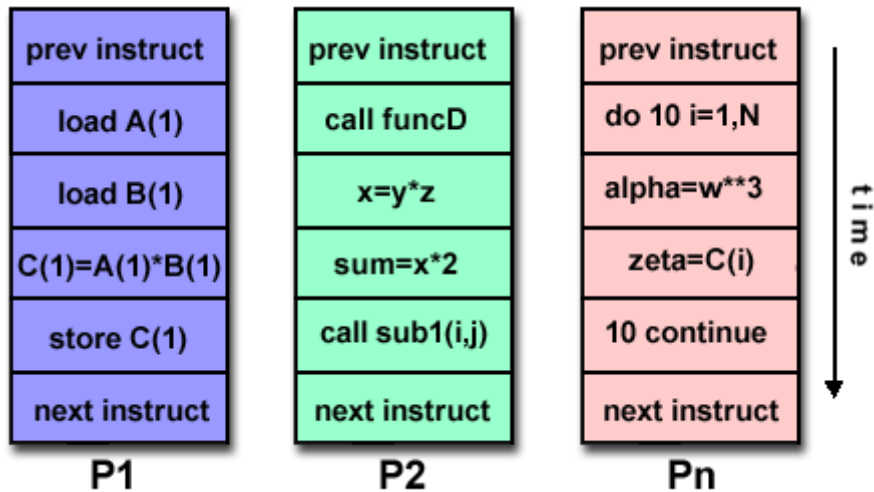 prev instruct
load A(1)
load B(1)
C(1)=A(1)*B(1)
store C(1)
next instruct
P1
prev instruct
call funcD
x=y*z
sum=x*2
call sub1(i,j)
next instruct
P2
prev instruct
do 10 i=1,N
alpha=w**3
zeta=C(i)
10 continue
next instruct
Pn
time